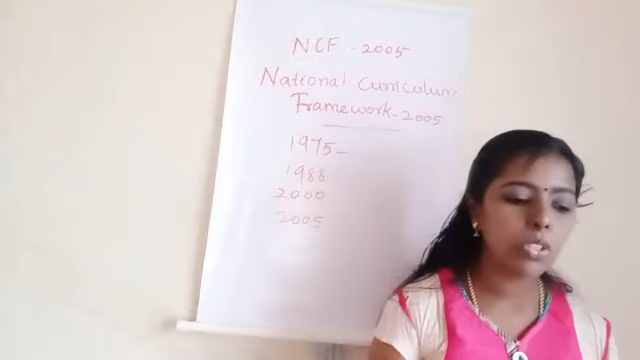 NCF - 2005
National Curriculum
Framework - 2005
1975 -
1988
2000
2005